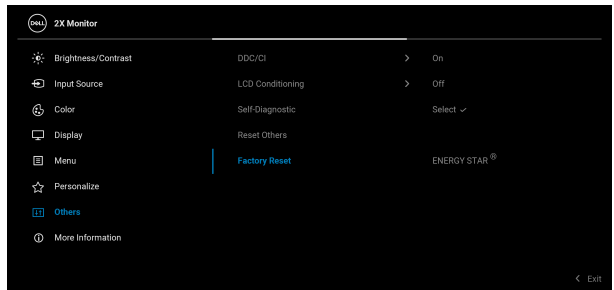 DELL 2X Monitor
Brightness/Contrast DDC/CI On
Input Source LCD Conditioning Off
Color Self-Diagnostic Select
Display Reset Others
Menu Factory Reset ENERGY STAR®
Personalize
Others
More Information
Exit